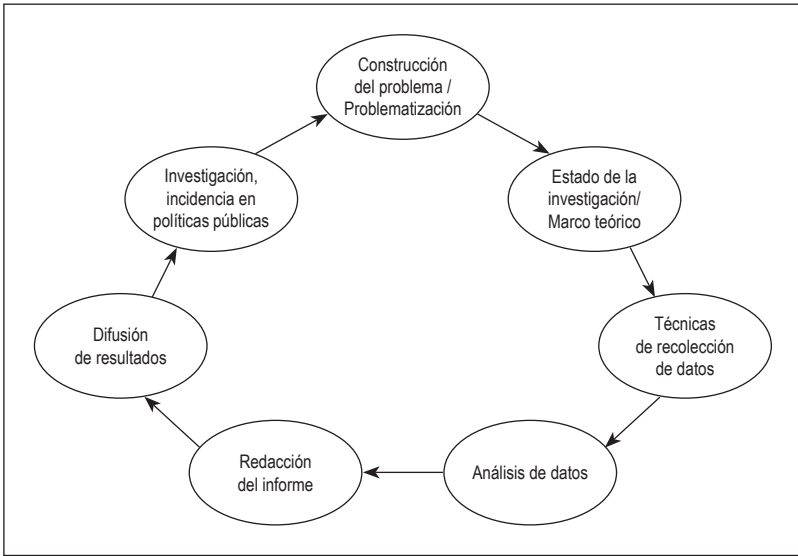 Construcción
del problema /
Problematización
Estado de la
investigación/
Marco teórico
Técnicas
de recolección
de datos
Análisis de datos
Redacción
del informe
Difusión
de resultados
Investigación,
incidencia en
políticas públicas